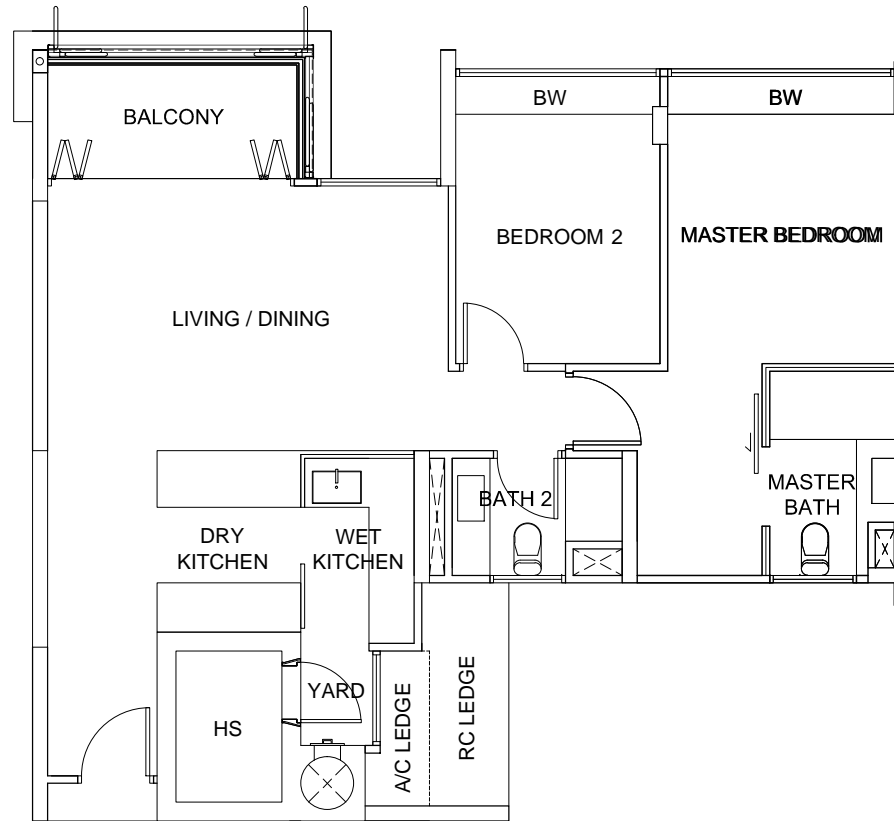 BW
BW
BALCONY
BEDROOM 2
MASTER BEDROOM
LIVING / DINING
MASTER
BATH
BATH 2
DRY
KITCHEN
WET
KITCHEN
YARD
HS
A/C LEDGE
RC LEDGE